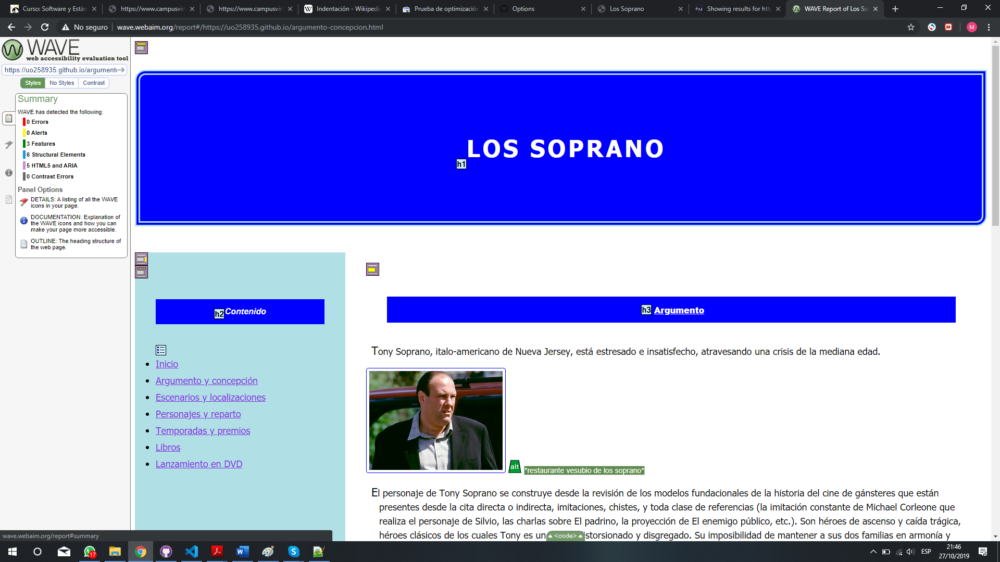 Curso: Software y Están
https://www.campusvir
https://www.campusvir
Indentación - Wikipedi
Prueba de optimización
Options
Los Soprano
Showing results for htt
WAVE Report of Los So
No seguro
wave.webaim.org/report#/https://uo258935.github.io/argumento-concepcion.html
M
WAVE
web accessibility evaluation tool
https://uo258935.github.io/argument
Styles
No Styles
Contrast
Summary
WAVE has detected the following:
0 Errors
0 Alerts
3 Features
6 Structural Elements
5 HTML5 and ARIA
0 Contrast Errors
Panel Options
DETAILS: A listing of all the WAVE
icons in your page.
DOCUMENTATION: Explanation of
the WAVE icons and how you can
make your page more accessible.
OUTLINE: The heading structure of
the web page.
LOS SOPRANO
h1
h2 Contenido
Inicio
Argumento y concepción
Escenarios y localizaciones
Personajes y reparto
Temporadas y premios
Libros
Lanzamiento en DVD
h3 Argumento
Tony Soprano, italo-americano de Nueva Jersey, está estresado e insatisfecho, atravesando una crisis de la mediana edad.
alt
*restaurante vesubio de los soprano*
El personaje de Tony Soprano se construye desde la revisión de los modelos fundacionales de la historia del cine de gánsteres que están
presentes desde la cita directa o indirecta, imitaciones, chistes, y toda clase de referencias (la imitación constante de Michael Corleone que
realiza el personaje de Silvio, las charlas sobre El padrino, la proyección de El enemigo público, etc.). Son héroes de ascenso y caída trágica,
héroes clásicos de los cuales Tony es un istorsionado y disgregado. Su imposibilidad de mantener a sus dos familias en armonía y
<code>
wave.webaim.org/report#summary
17
ESP
21:46
27/10/2019